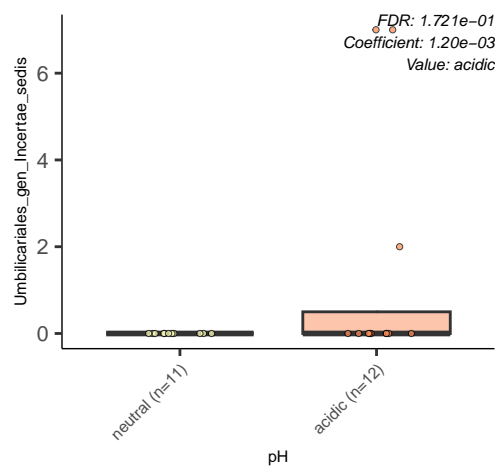 FDR: 1.721e-01
Coefficient: 1.20e-03
Value: acidic
Umbilicariales_gen_Incertae_sedis
6
4
2
0
neutral (n=11)
acidic (n=12)
pH